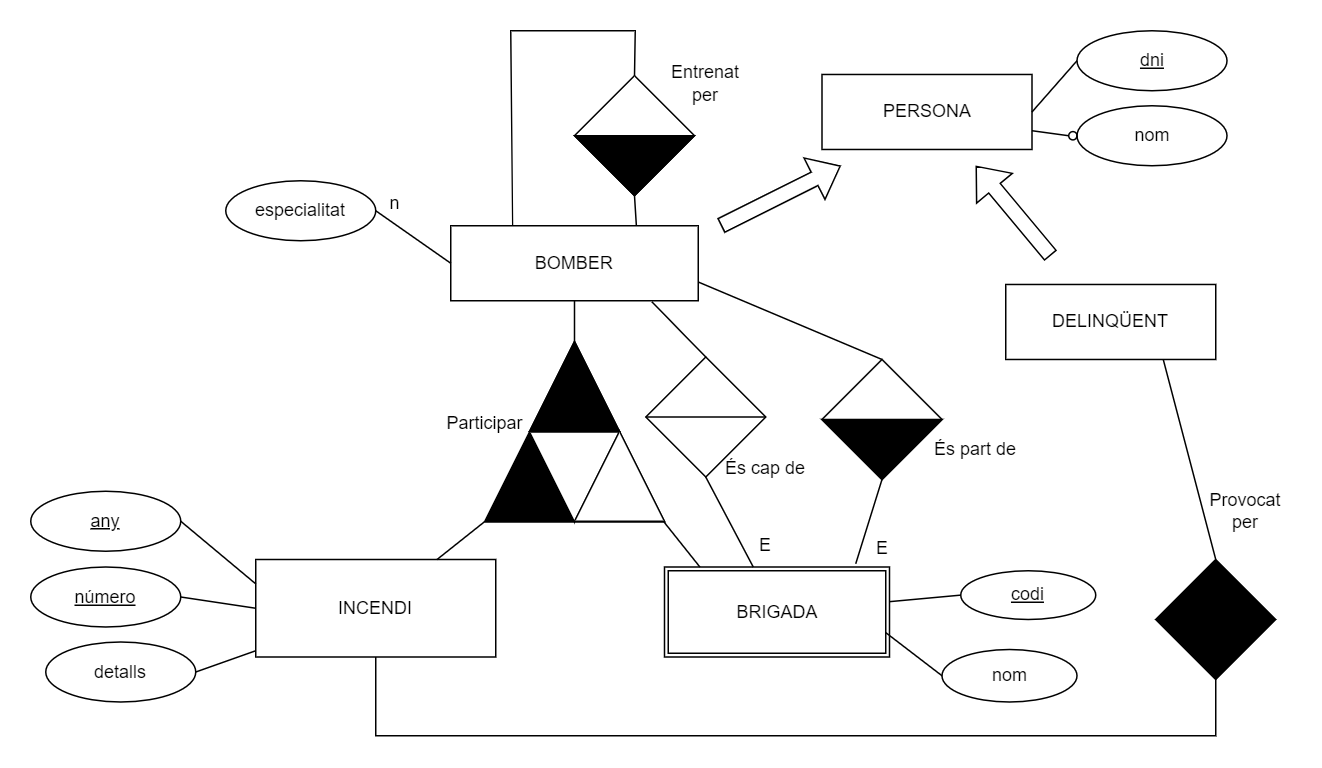 Entrenat
per
PERSONA
dni
nom
especialitat
n
BOMBER
DELINQÜENT
Participar
És cap de
És part de
Provocat
per
any
número
detalls
INCENDI
E
E
BRIGADA
codi
nom